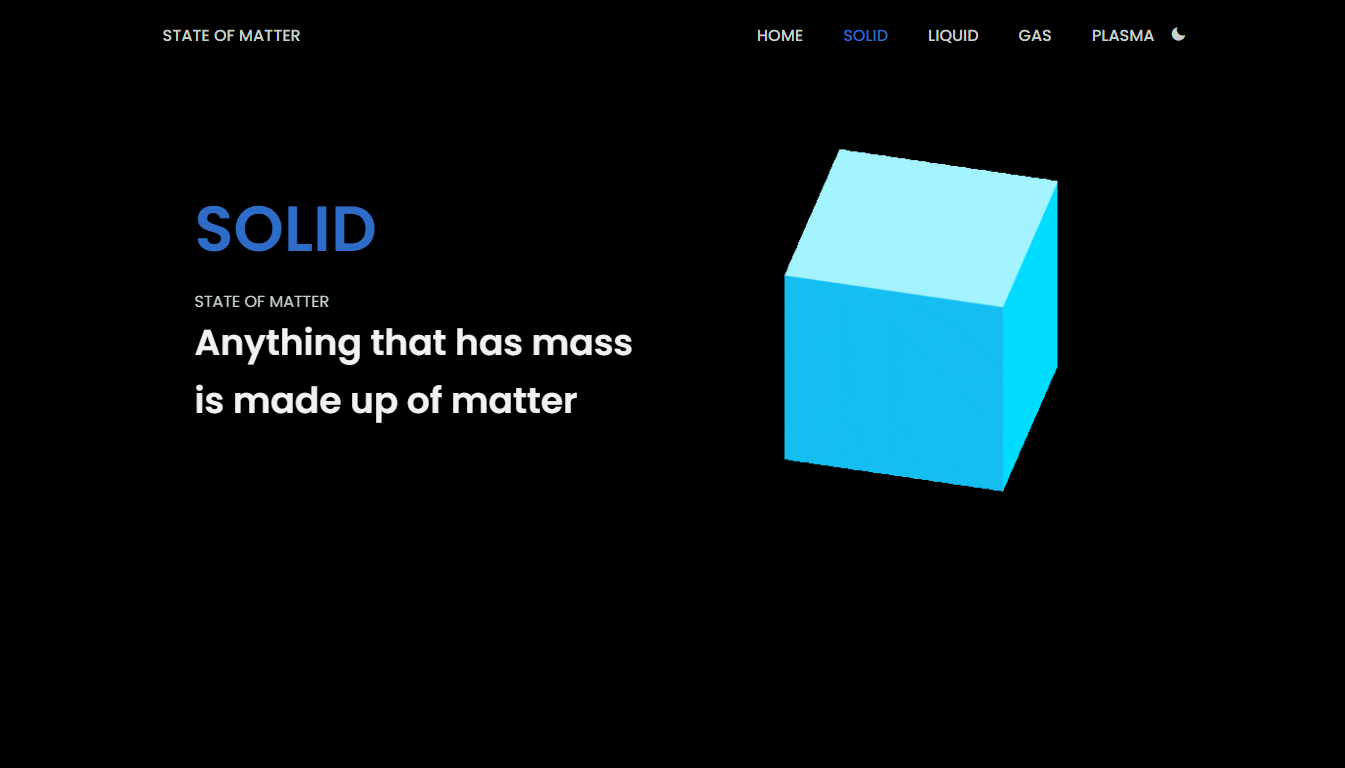 STATE OF MATTER
HOME SOLID LIQUID GAS PLASMA
SOLID
STATE OF MATTER
Anything that has mass
is made up of matter